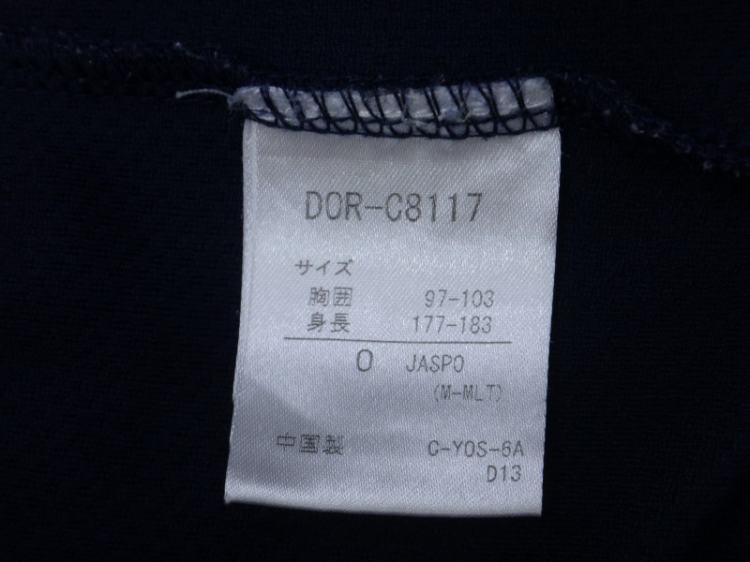 DOR-C8117
サイズ
胸囲 97-103
身長 177-183
O JASPO
(M-MLT)
中国製 C-YOS-6A
D13